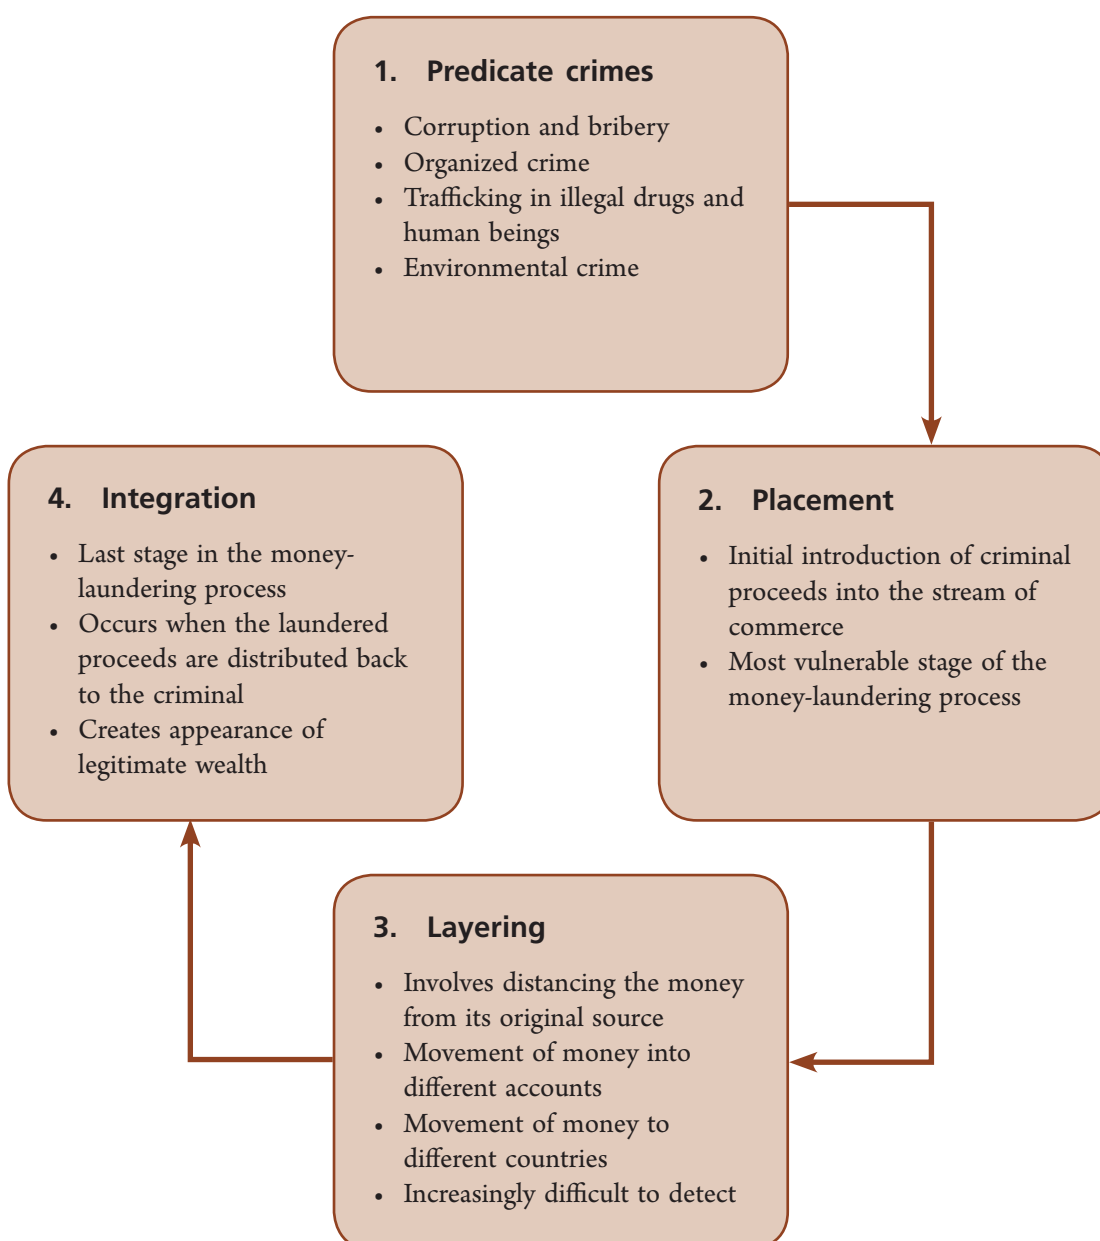 1. Predicate crimes
• Corruption and bribery
• Organized crime
• Trafficking in illegal drugs and
human beings
• Environmental crime
2. Placement
• Initial introduction of criminal
proceeds into the stream of
commerce
• Most vulnerable stage of the
money-laundering process
3. Layering
• Involves distancing the money
from its original source
• Movement of money into
different accounts
• Movement of money to
different countries
• Increasingly difficult to detect
4. Integration
• Last stage in the money-
laundering process
• Occurs when the laundered
proceeds are distributed back
to the criminal
• Creates appearance of
legitimate wealth